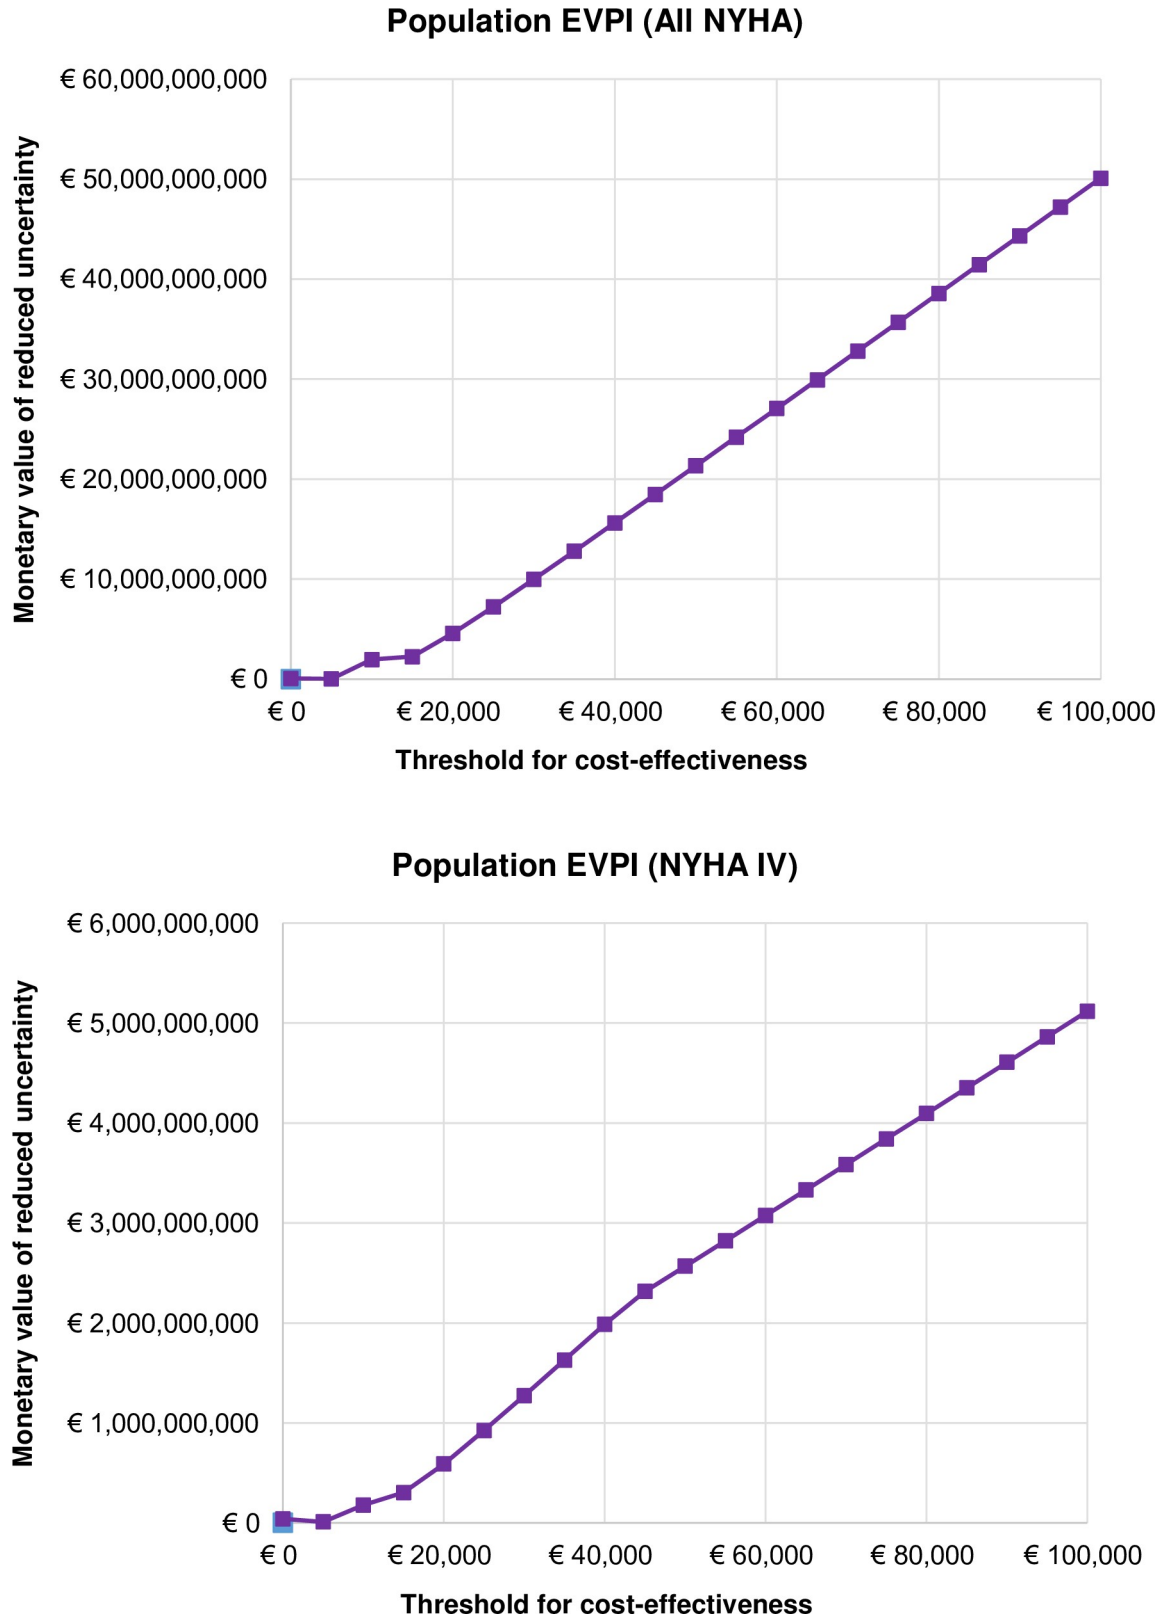 Population EVPI (All NYHA)
Monetary value of reduced uncertainty
€ 60,000,000,000
€ 50,000,000,000
€ 40,000,000,000
€ 30,000,000,000
€ 20,000,000,000
€ 10,000,000,000
€ 0
€ 0 € 20,000 € 40,000 € 60,000 € 80,000 € 100,000
Threshold for cost-effectiveness
Population EVPI (NYHA IV)
Monetary value of reduced uncertainty
€ 6,000,000,000
€ 5,000,000,000
€ 4,000,000,000
€ 3,000,000,000
€ 2,000,000,000
€ 1,000,000,000
€ 0
€ 0 € 20,000 € 40,000 € 60,000 € 80,000 € 100,000
Threshold for cost-effectiveness